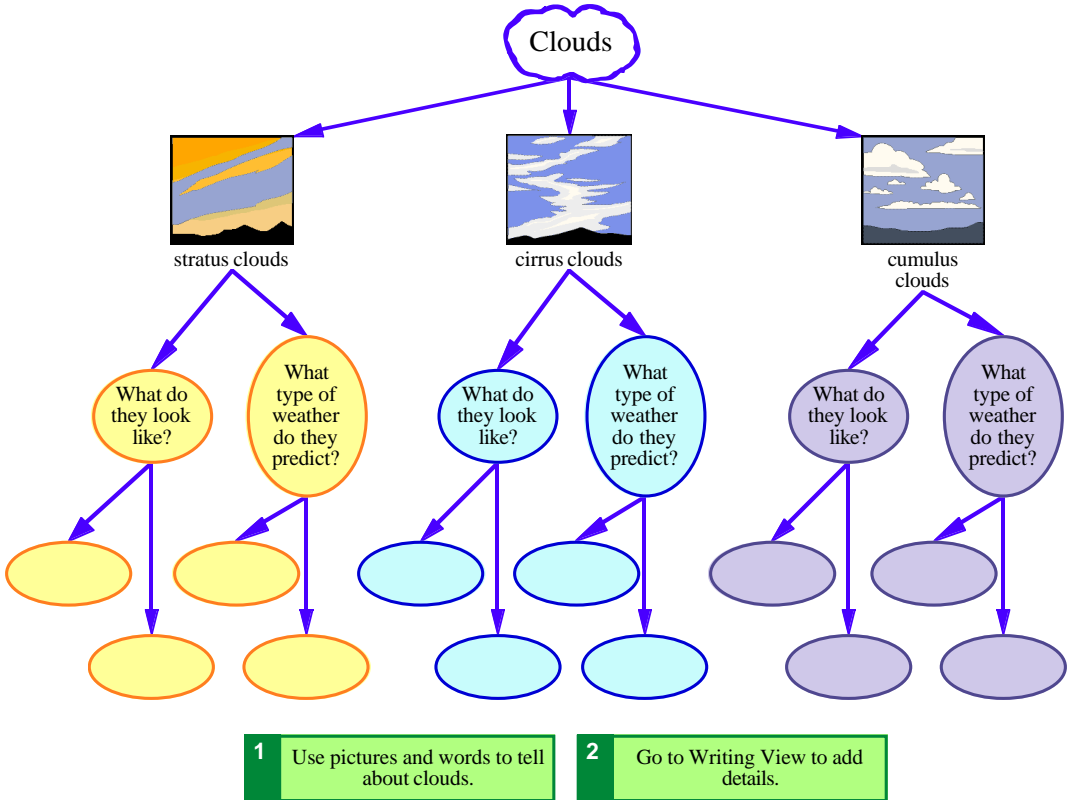 Clouds
stratus clouds
cirrus clouds
cumulus
clouds
What do
they look
like?
What
type of
weather
do they
predict?
What do
they look
like?
What
type of
weather
do they
predict?
What do
they look
like?
What
type of
weather
do they
predict?
1
Use pictures and words to tell
about clouds.
2
Go to Writing View to add
details.